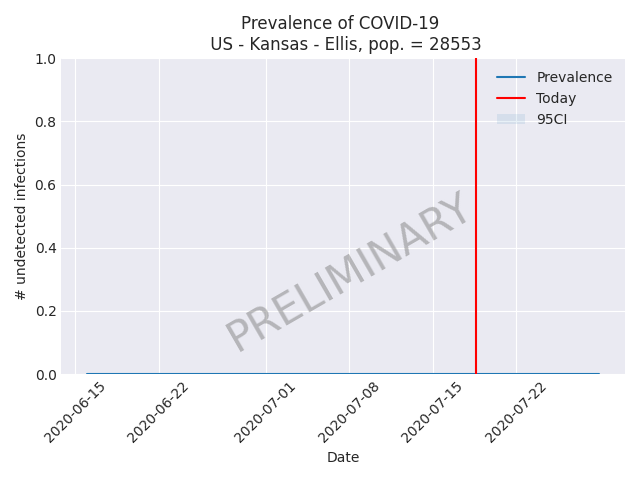 Prevalence of COVID-19
US - Kansas - Ellis, pop. = 28553
1.0
Prevalence
Today
95CI
0.8
0.6
0.4
0.2
0.0
# undetected infections
PRELIMINARY
2020-06-15
2020-06-22
2020-07-01
2020-07-08
2020-07-15
2020-07-22
Date